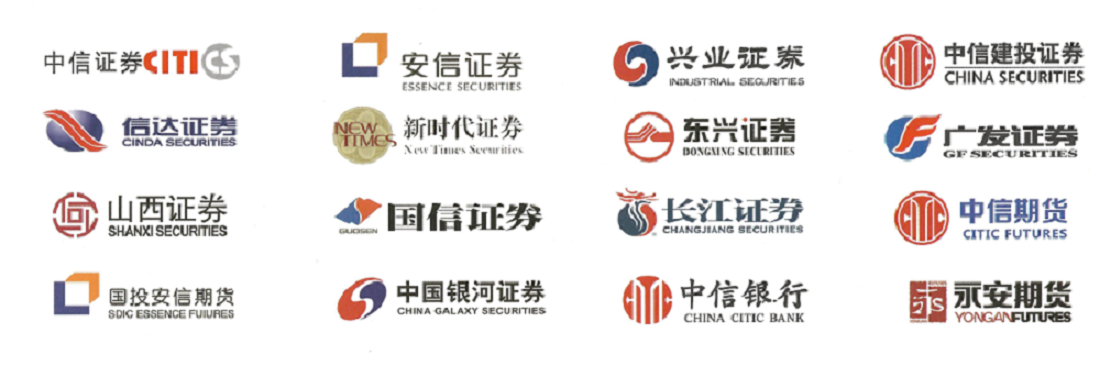 中信证券CITICS
安信证券
ESSENCE SECURITIES
兴业证券
INDUSTRIAL SECURITIES
中信建投证券
CHINA SECURITIES
信达证券
CINDA SECURITIES
NEW TIMES
新时代证券
New Times Securities
东兴证券
DONGXING SECURITIES
广发证券
GF SECURITIES
山西证券
SHANXI SECURITIES
GUOSEN
国信证券
长江证券
CHANGJIANG SECURITIES
中信期货
CITIC FUTURES
国投安信期货
SDIC ESSENCE FUTURES
中国银河证券
CHINA GALAXY SECURITIES
中信银行
CHINA CITIC BANK
永安期货
YONGAN FUTURES